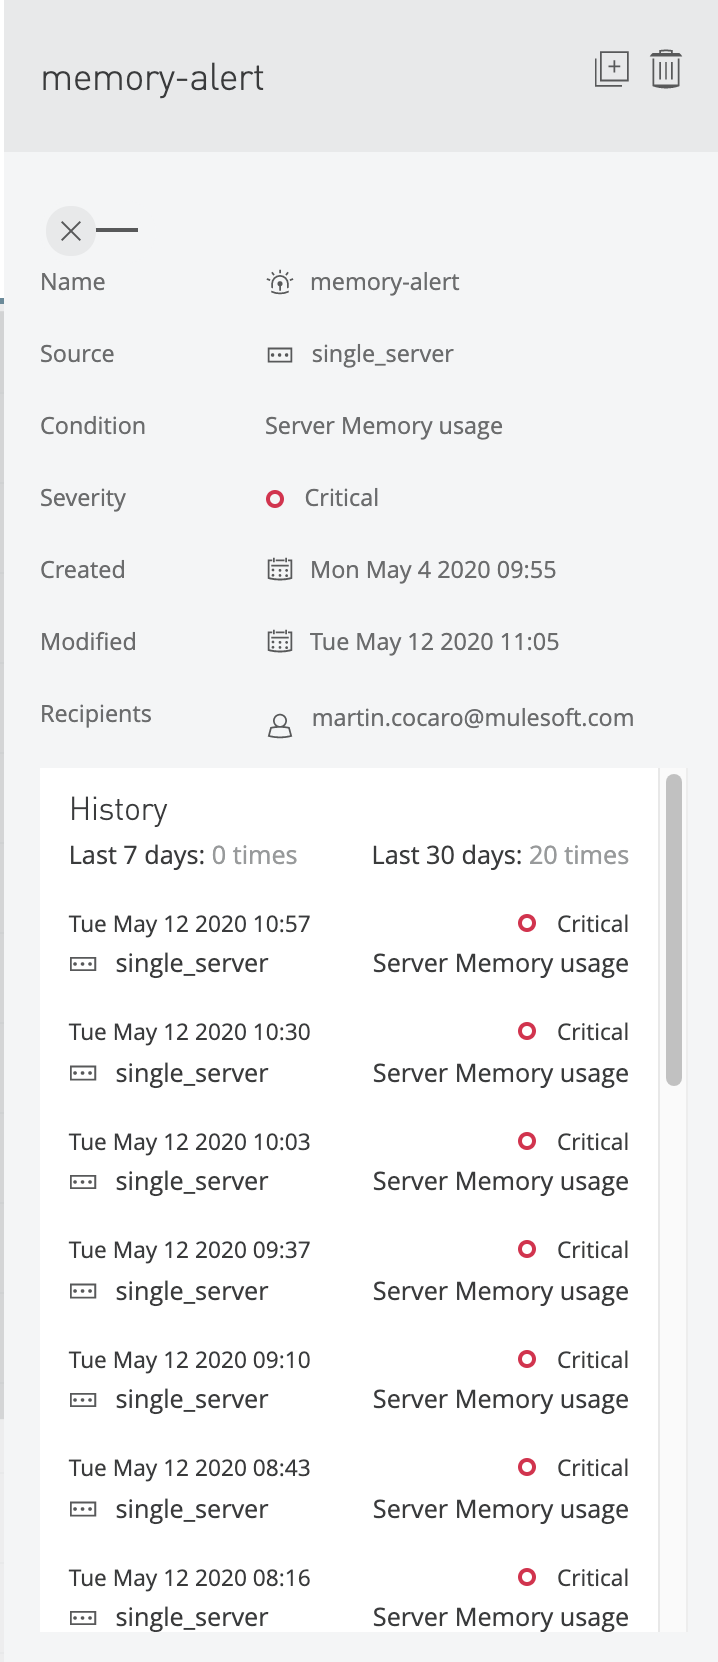 memory-alert
Name memory-alert
Source single_server
Condition Server Memory usage
Severity Critical
Created Mon May 4 2020 09:55
Modified Tue May 12 2020 11:05
Recipients martin.cocaro@mulesoft.com
History
Last 7 days: 0 times Last 30 days: 20 times
Tue May 12 2020 10:57 Critical
single_server Server Memory usage
Tue May 12 2020 10:30 Critical
single_server Server Memory usage
Tue May 12 2020 10:03 Critical
single_server Server Memory usage
Tue May 12 2020 09:37 Critical
single_server Server Memory usage
Tue May 12 2020 09:10 Critical
single_server Server Memory usage
Tue May 12 2020 08:43 Critical
single_server Server Memory usage
Tue May 12 2020 08:16 Critical
single_server Server Memory usage